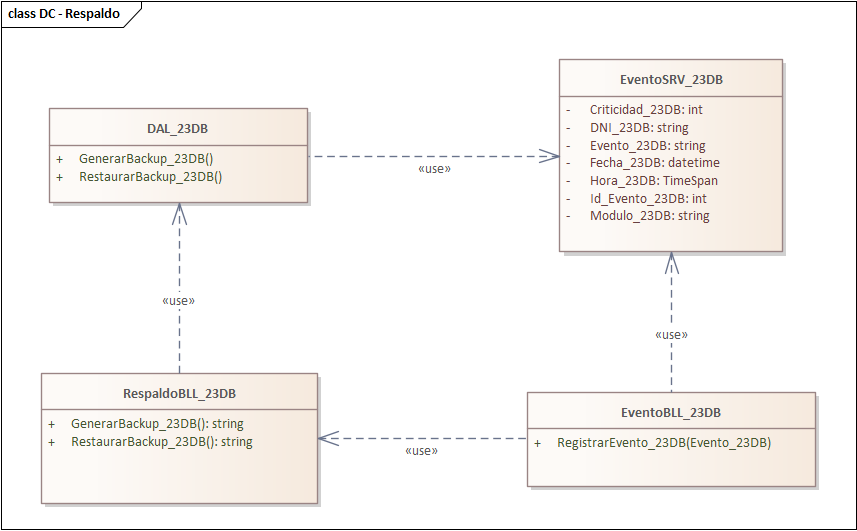 class DC - Respaldo
DAL_23DB
+ GenerarBackup_23DB()
+ RestaurarBackup_23DB()
«use»
EventoSRV_23DB
- Criticidad_23DB: int
- DNI_23DB: string
- Evento_23DB: string
- Fecha_23DB: datetime
- Hora_23DB: TimeSpan
- Id_Evento_23DB: int
- Modulo_23DB: string
«use»
«use»
RespaldoBLL_23DB
+ GenerarBackup_23DB(): string
+ RestaurarBackup_23DB(): string
«use»
EventoBLL_23DB
+ RegistrarEvento_23DB(Evento_23DB)